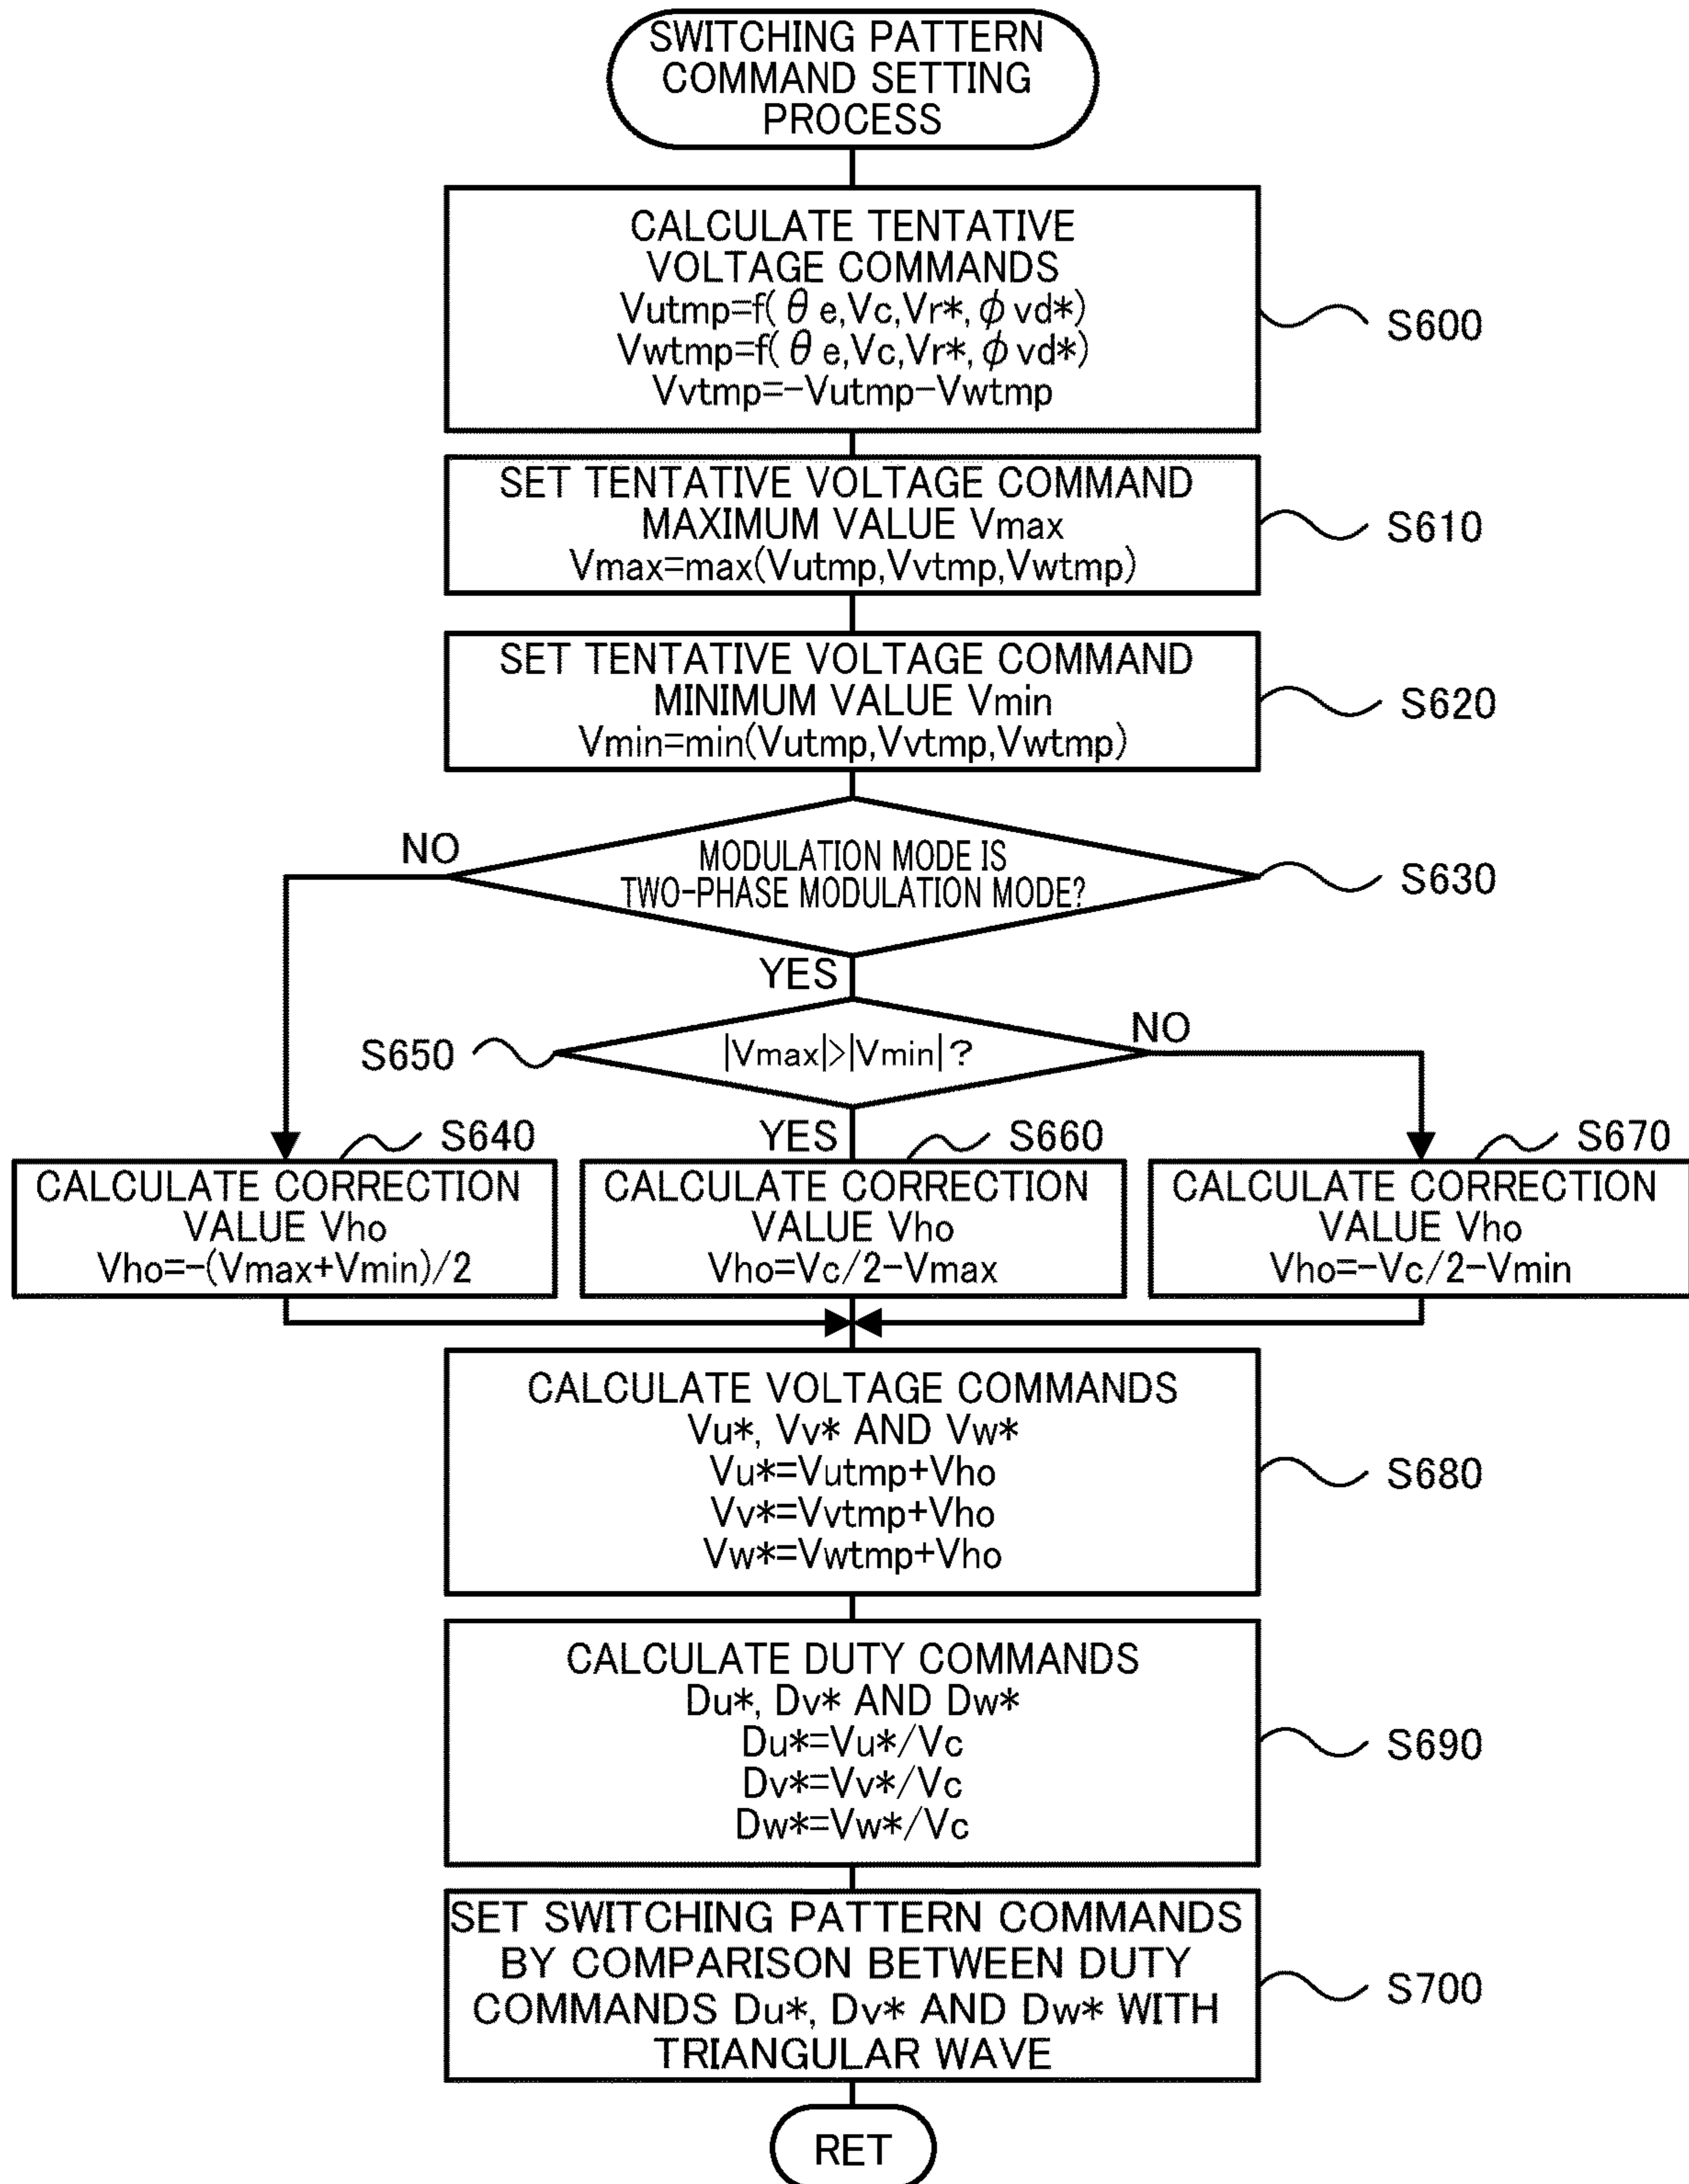 SWITCHING PATTERN
COMMAND SETTING
PROCESS
CALCULATE TENTATIVE
VOLTAGE COMMANDS
Vutmp=f(θe,Vc,Vr*,φvd*)
Vwtmp=f(θe,Vc,Vr*,φvd*)
Vvtmp=-Vutmp-Vwtmp
S600
SET TENTATIVE VOLTAGE COMMAND
MAXIMUM VALUE Vmax
Vmax=max(Vutmp,Vvtmp,Vwtmp)
S610
SET TENTATIVE VOLTAGE COMMAND
MINIMUM VALUE Vmin
Vmin=min(Vutmp,Vvtmp,Vwtmp)
S620
NO
MODULATION MODE IS
TWO-PHASE MODULATION MODE?
S630
YES
S650
|Vmax|>|Vmin|?
NO
YES
S640
CALCULATE CORRECTION
VALUE Vho
Vho=-(Vmax+Vmin)/2
S660
CALCULATE CORRECTION
VALUE Vho
Vho=Vc/2-Vmax
S670
CALCULATE CORRECTION
VALUE Vho
Vho=-Vc/2-Vmin
CALCULATE VOLTAGE COMMANDS
Vu*, Vv* AND Vw*
Vu*=Vutmp+Vho
Vv*=Vvtmp+Vho
Vw*=Vwtmp+Vho
S680
CALCULATE DUTY COMMANDS
Du*, Dv* AND Dw*
Du*=Vu*/Vc
Dv*=Vv*/Vc
Dw*=Vw*/Vc
S690
SET SWITCHING PATTERN COMMANDS
BY COMPARISON BETWEEN DUTY
COMMANDS Du*, Dv* AND Dw* WITH
TRIANGULAR WAVE
S700
RET